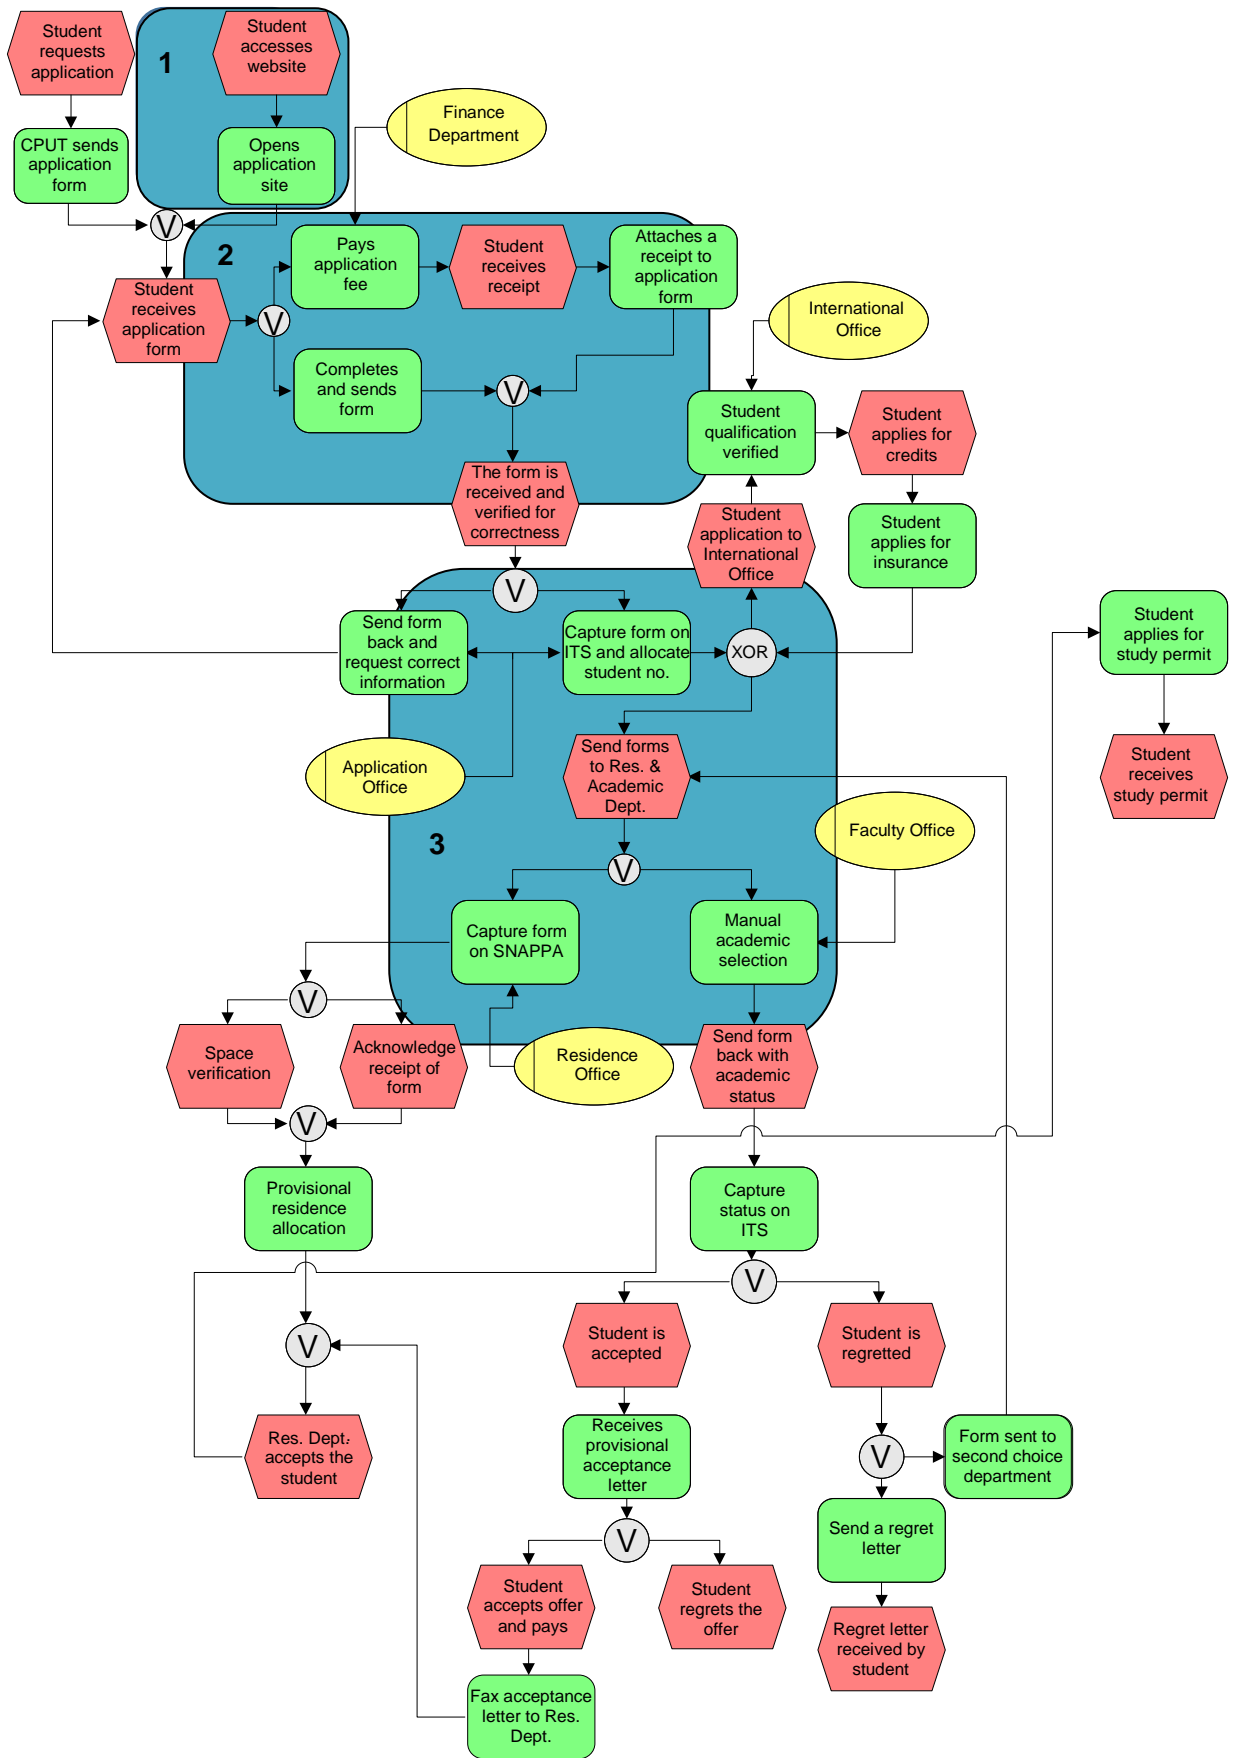 Student
requests
application
1
Student
accesses
website
CPUT sends
application
form
Opens
application
site
Finance
Department
V
2
Pays
application
fee
Student
receives
receipt
Attaches a
receipt to
application
form
Student
receives
application
form
V
International
Office
Completes
and sends
form
V
Student
qualification
verified
Student
applies for
credits
The form is
received and
verified for
correctness
Student
application to
International
Office
Student
applies for
insurance
V
Send form
back and
request correct
information
Capture form on
ITS and allocate
student no.
XOR
Student
applies for
study permit
Application
Office
Send forms
to Res. &
Academic
Dept.
Student
receives
study permit
3
Faculty Office
V
Capture form
on SNAPPA
Manual
academic
selection
V
Space
verification
Acknowledge
receipt of
form
Residence
Office
Send form
back with
academic
status
V
Provisional
residence
allocation
Capture
status on
ITS
V
V
Student is
accepted
Student is
regretted
Res. Dept.
accepts the
student
Receives
provisional
acceptance
letter
V
Form sent to
second choice
department
V
Send a regret
letter
Student
accepts offer
and pays
Student
regrets the
offer
Regret letter
received by
student
Fax acceptance
letter to Res.
Dept.